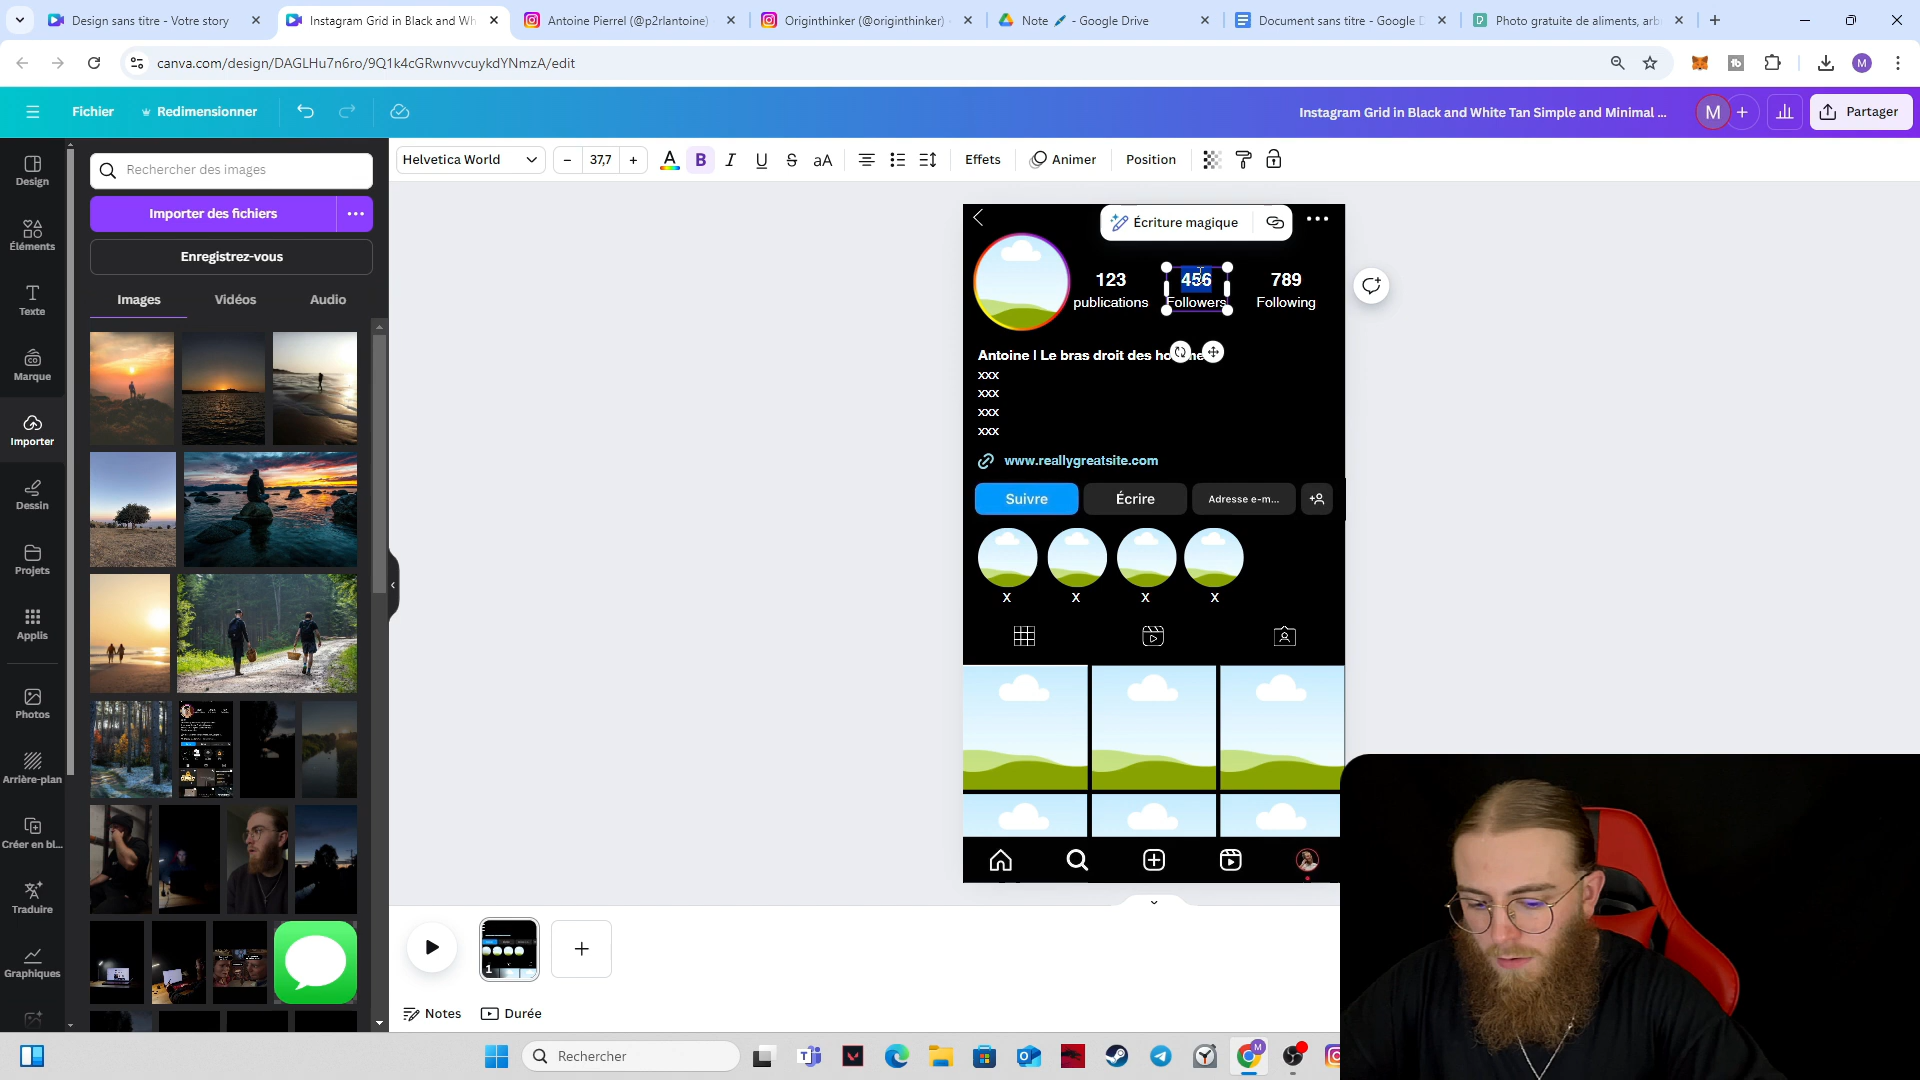 Design sans titre - Votre story
Instagram Grid in Black and Wh
Antoine Pierrel (@p2rlantoine)
Originthinker (@originthinker)
Note - Google Drive
Document sans titre - Google D
Photo gratuite de aliments, arb
canva.com/design/DAGLHu7n6ro/9Q1k4cGRwnvvcuykdYNmzA/edit
M
Fichier
Redimensionner
Instagram Grid in Black and White Tan Simple and Minimal ...
M
Partager
Helvetica World
37,7
Effets
Animer
Position
Rechercher des images
Importer des fichiers
Enregistrez-vous
Images
Vidéos
Audio
Design
Éléments
Texte
Marque
Importer
Dessin
Projets
Applis
Photos
Arrière-plan
Créer en bl...
Traduire
Graphiques
Écriture magique
123
456
789
publications
Followers
Following
Antoine | Le bras droit des ho
xxx
xxx
xxx
xxx
www.reallygreatsite.com
Suivre
Écrire
Adresse e-m...
X
X
X
X
1
Notes
Durée
Rechercher